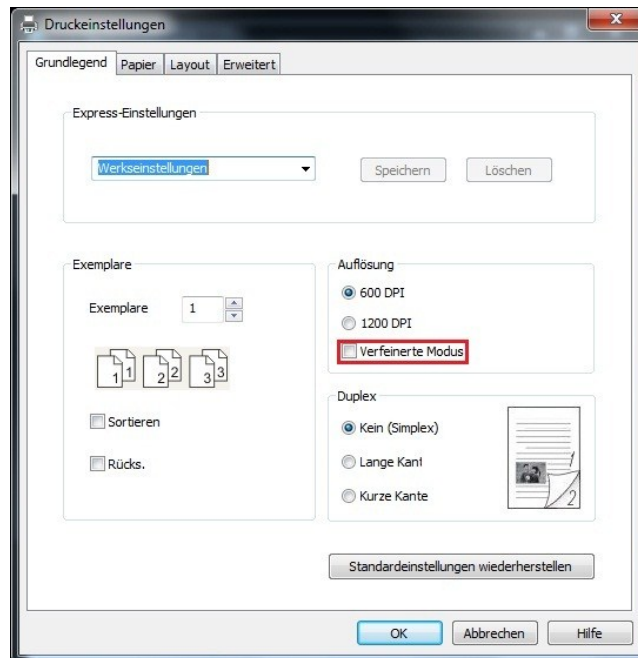 Druckeinstellungen
Grundlegend Papier Layout Erweitert
Express-Einstellungen
Werkseinstellungen Speichern Löschen
Exemplare
Exemplare 1
1 1 2 2 3 3
Sortieren
Rücks.
Auflösung
600 DPI
1200 DPI
Verfeinerte Modus
Duplex
Kein (Simplex)
Lange Kant
Kurze Kante
1
2
Standardeinstellungen wiederherstellen
OK Abbrechen Hilfe